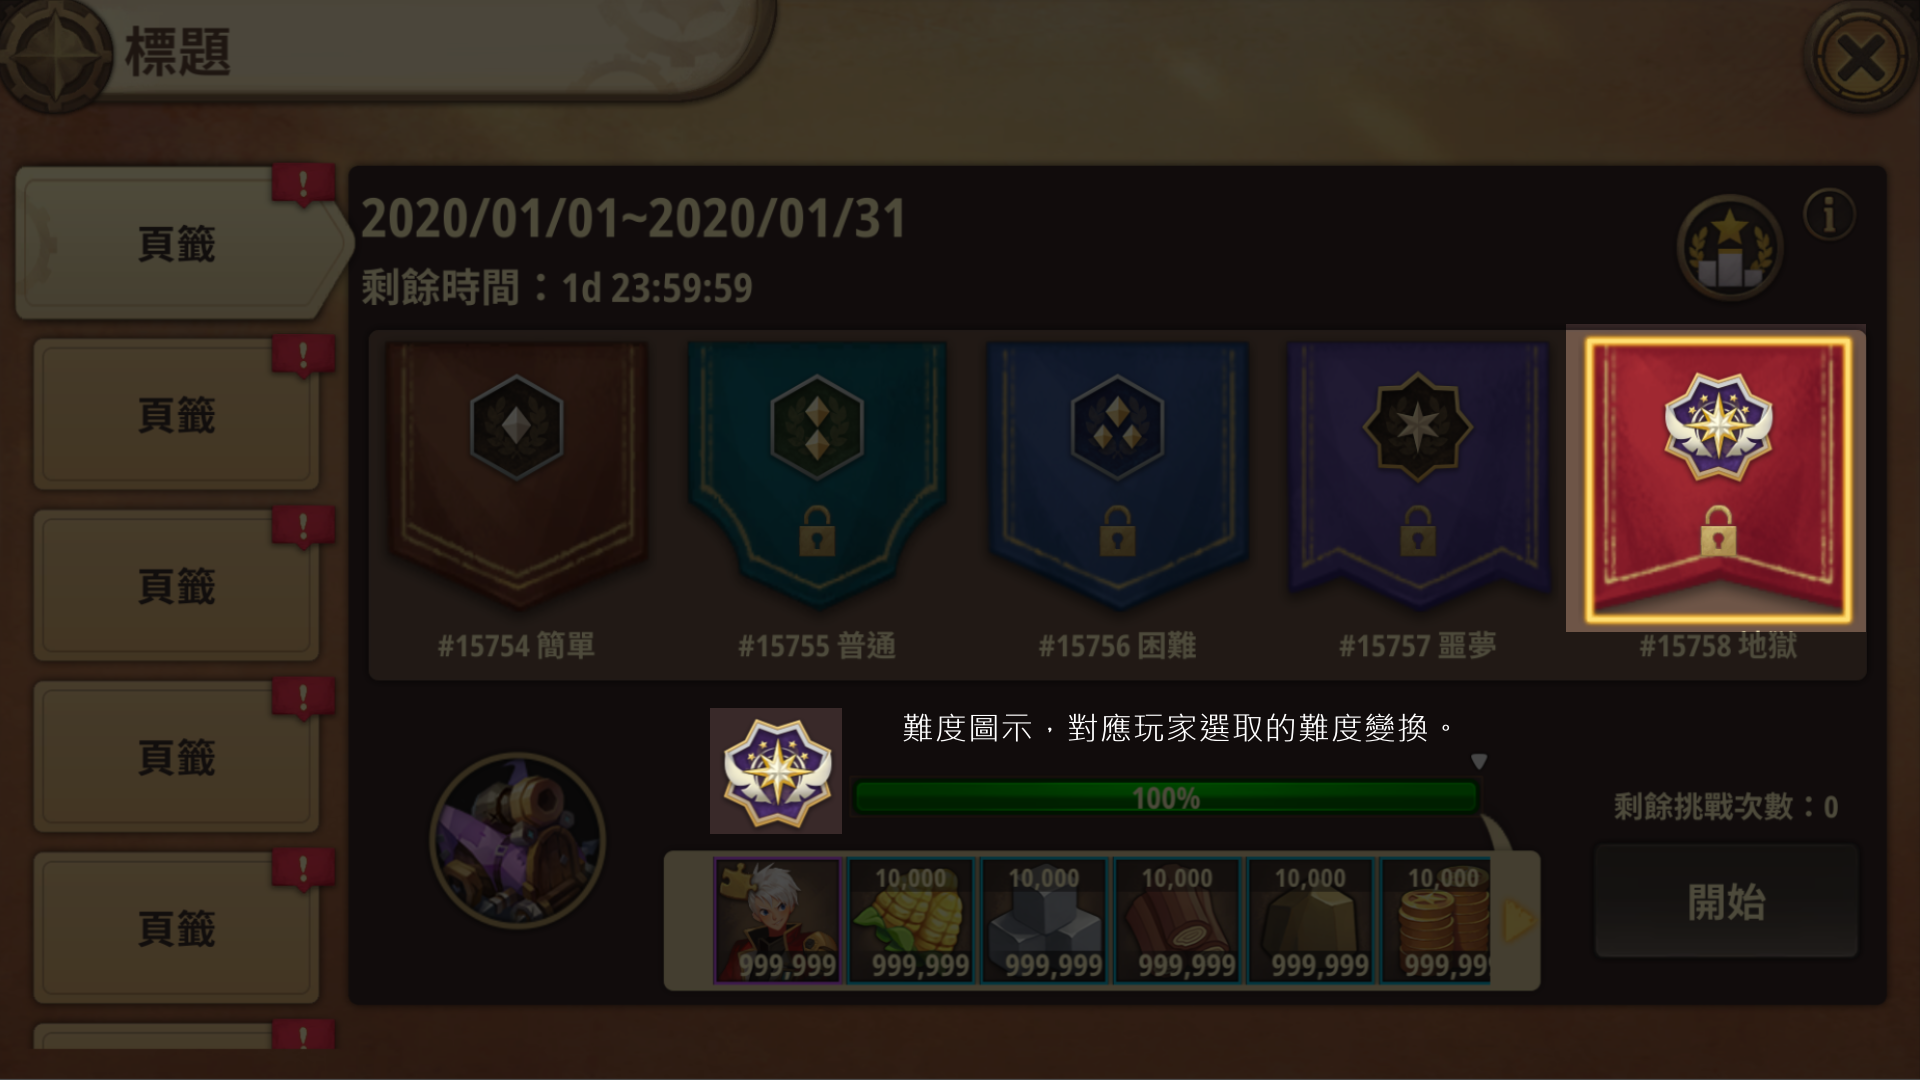 標題
頁籤
頁籤
頁籤
頁籤
頁籤
2020/01/01~2020/01/31
剩餘時間：1d 23:59:59
#15754 簡單
#15755 普通
#15756 困難
#15757 噩夢
#15758 地獄
難度圖示，對應玩家選取的難度變換。
100%
剩餘挑戰次數：0
開始
10,000
10,000
10,000
10,000
10,000
999,999
999,999
999,999
999,999
999,999
999,99